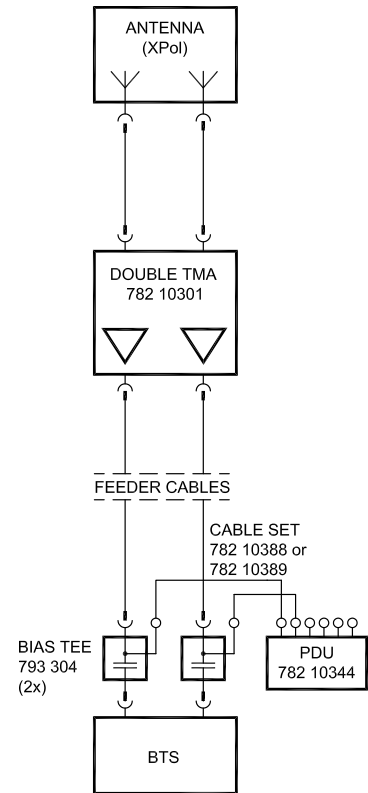 ANTENNA
(XPol)
DOUBLE TMA
782 10301
FEEDER CABLES
CABLE SET
782 10388 or
782 10389
BIAS TEE
793 304
(2x)
PDU
782 10344
BTS